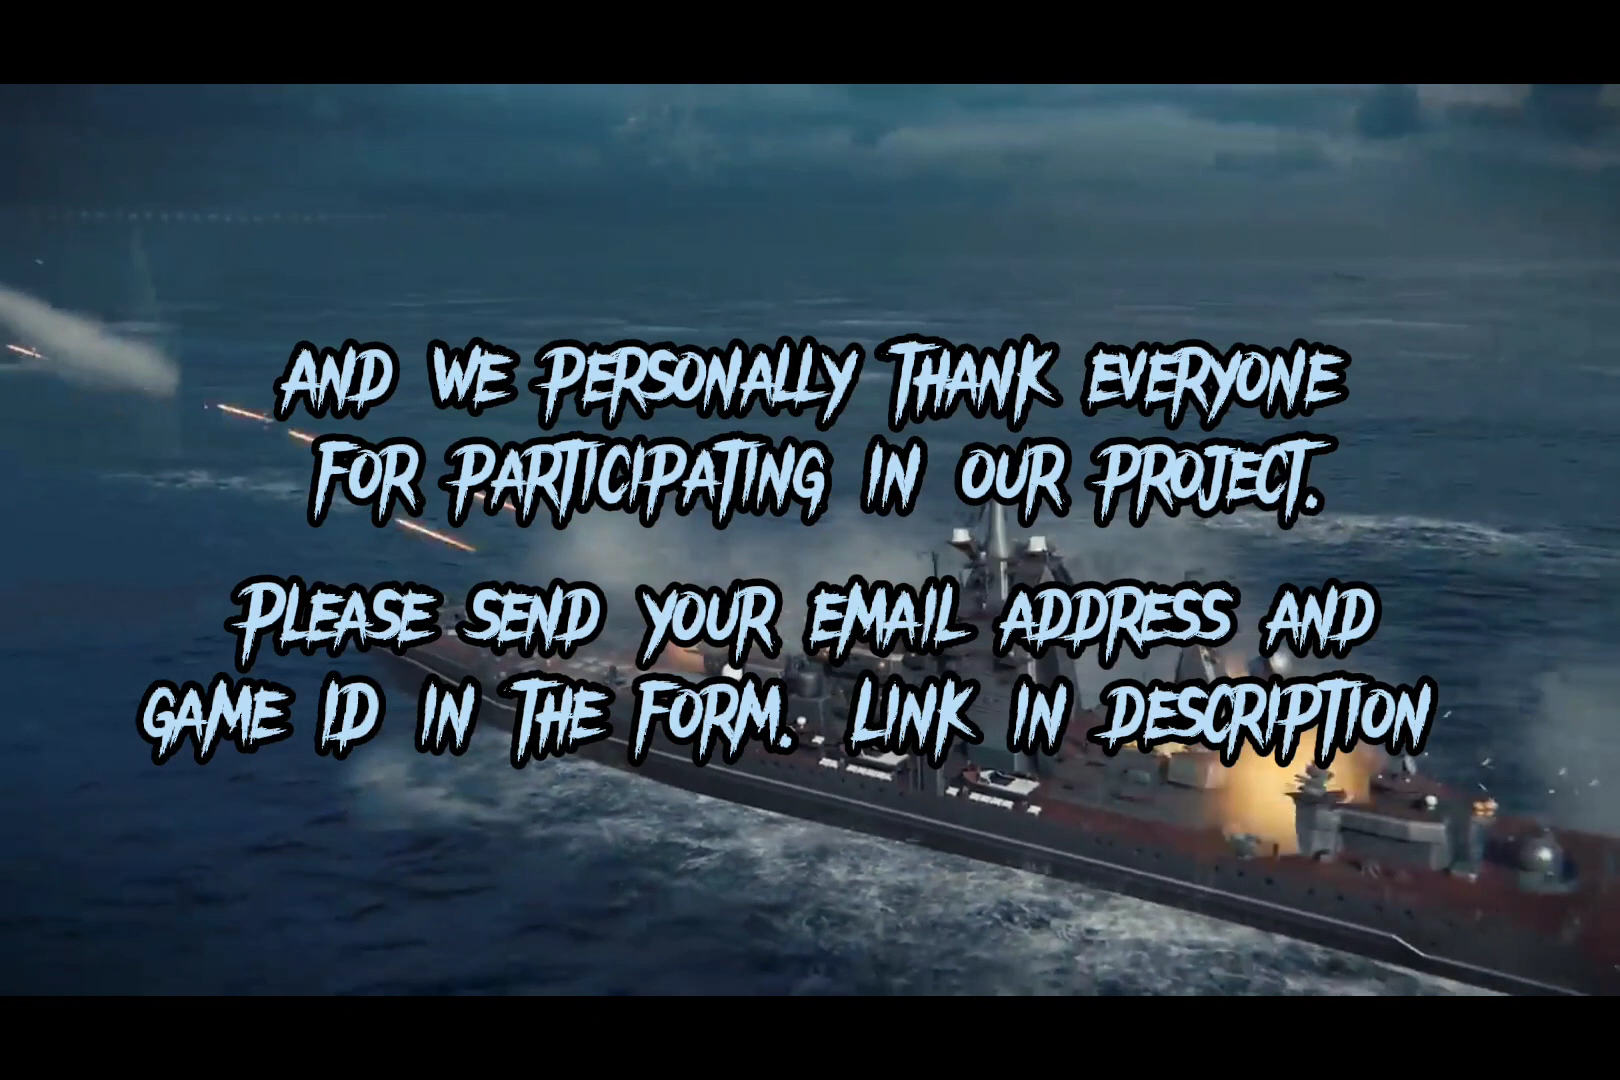 AND WE PERSONALLY THANK EVERYONE
FOR PARTICIPATING IN OUR PROJECT.
PLEASE SEND YOUR EMAIL ADDRESS AND
GAME ID IN THE FORM. LINK IN DESCRIPTION